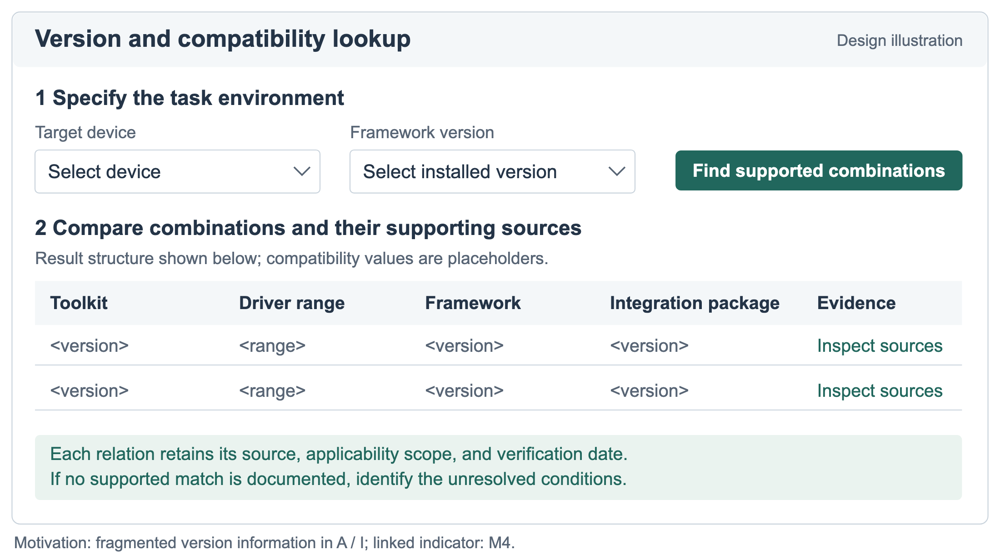 Version and compatibility lookup
Design illustration
1 Specify the task environment
Target device
Framework version
Select device
Select installed version
Find supported combinations
2 Compare combinations and their supporting sources
Result structure shown below; compatibility values are placeholders.
Toolkit Driver range Framework Integration package Evidence
<version> <range> <version> <version> Inspect sources
<version> <range> <version> <version> Inspect sources
Each relation retains its source, applicability scope, and verification date.
If no supported match is documented, identify the unresolved conditions.
Motivation: fragmented version information in A / I; linked indicator: M4.